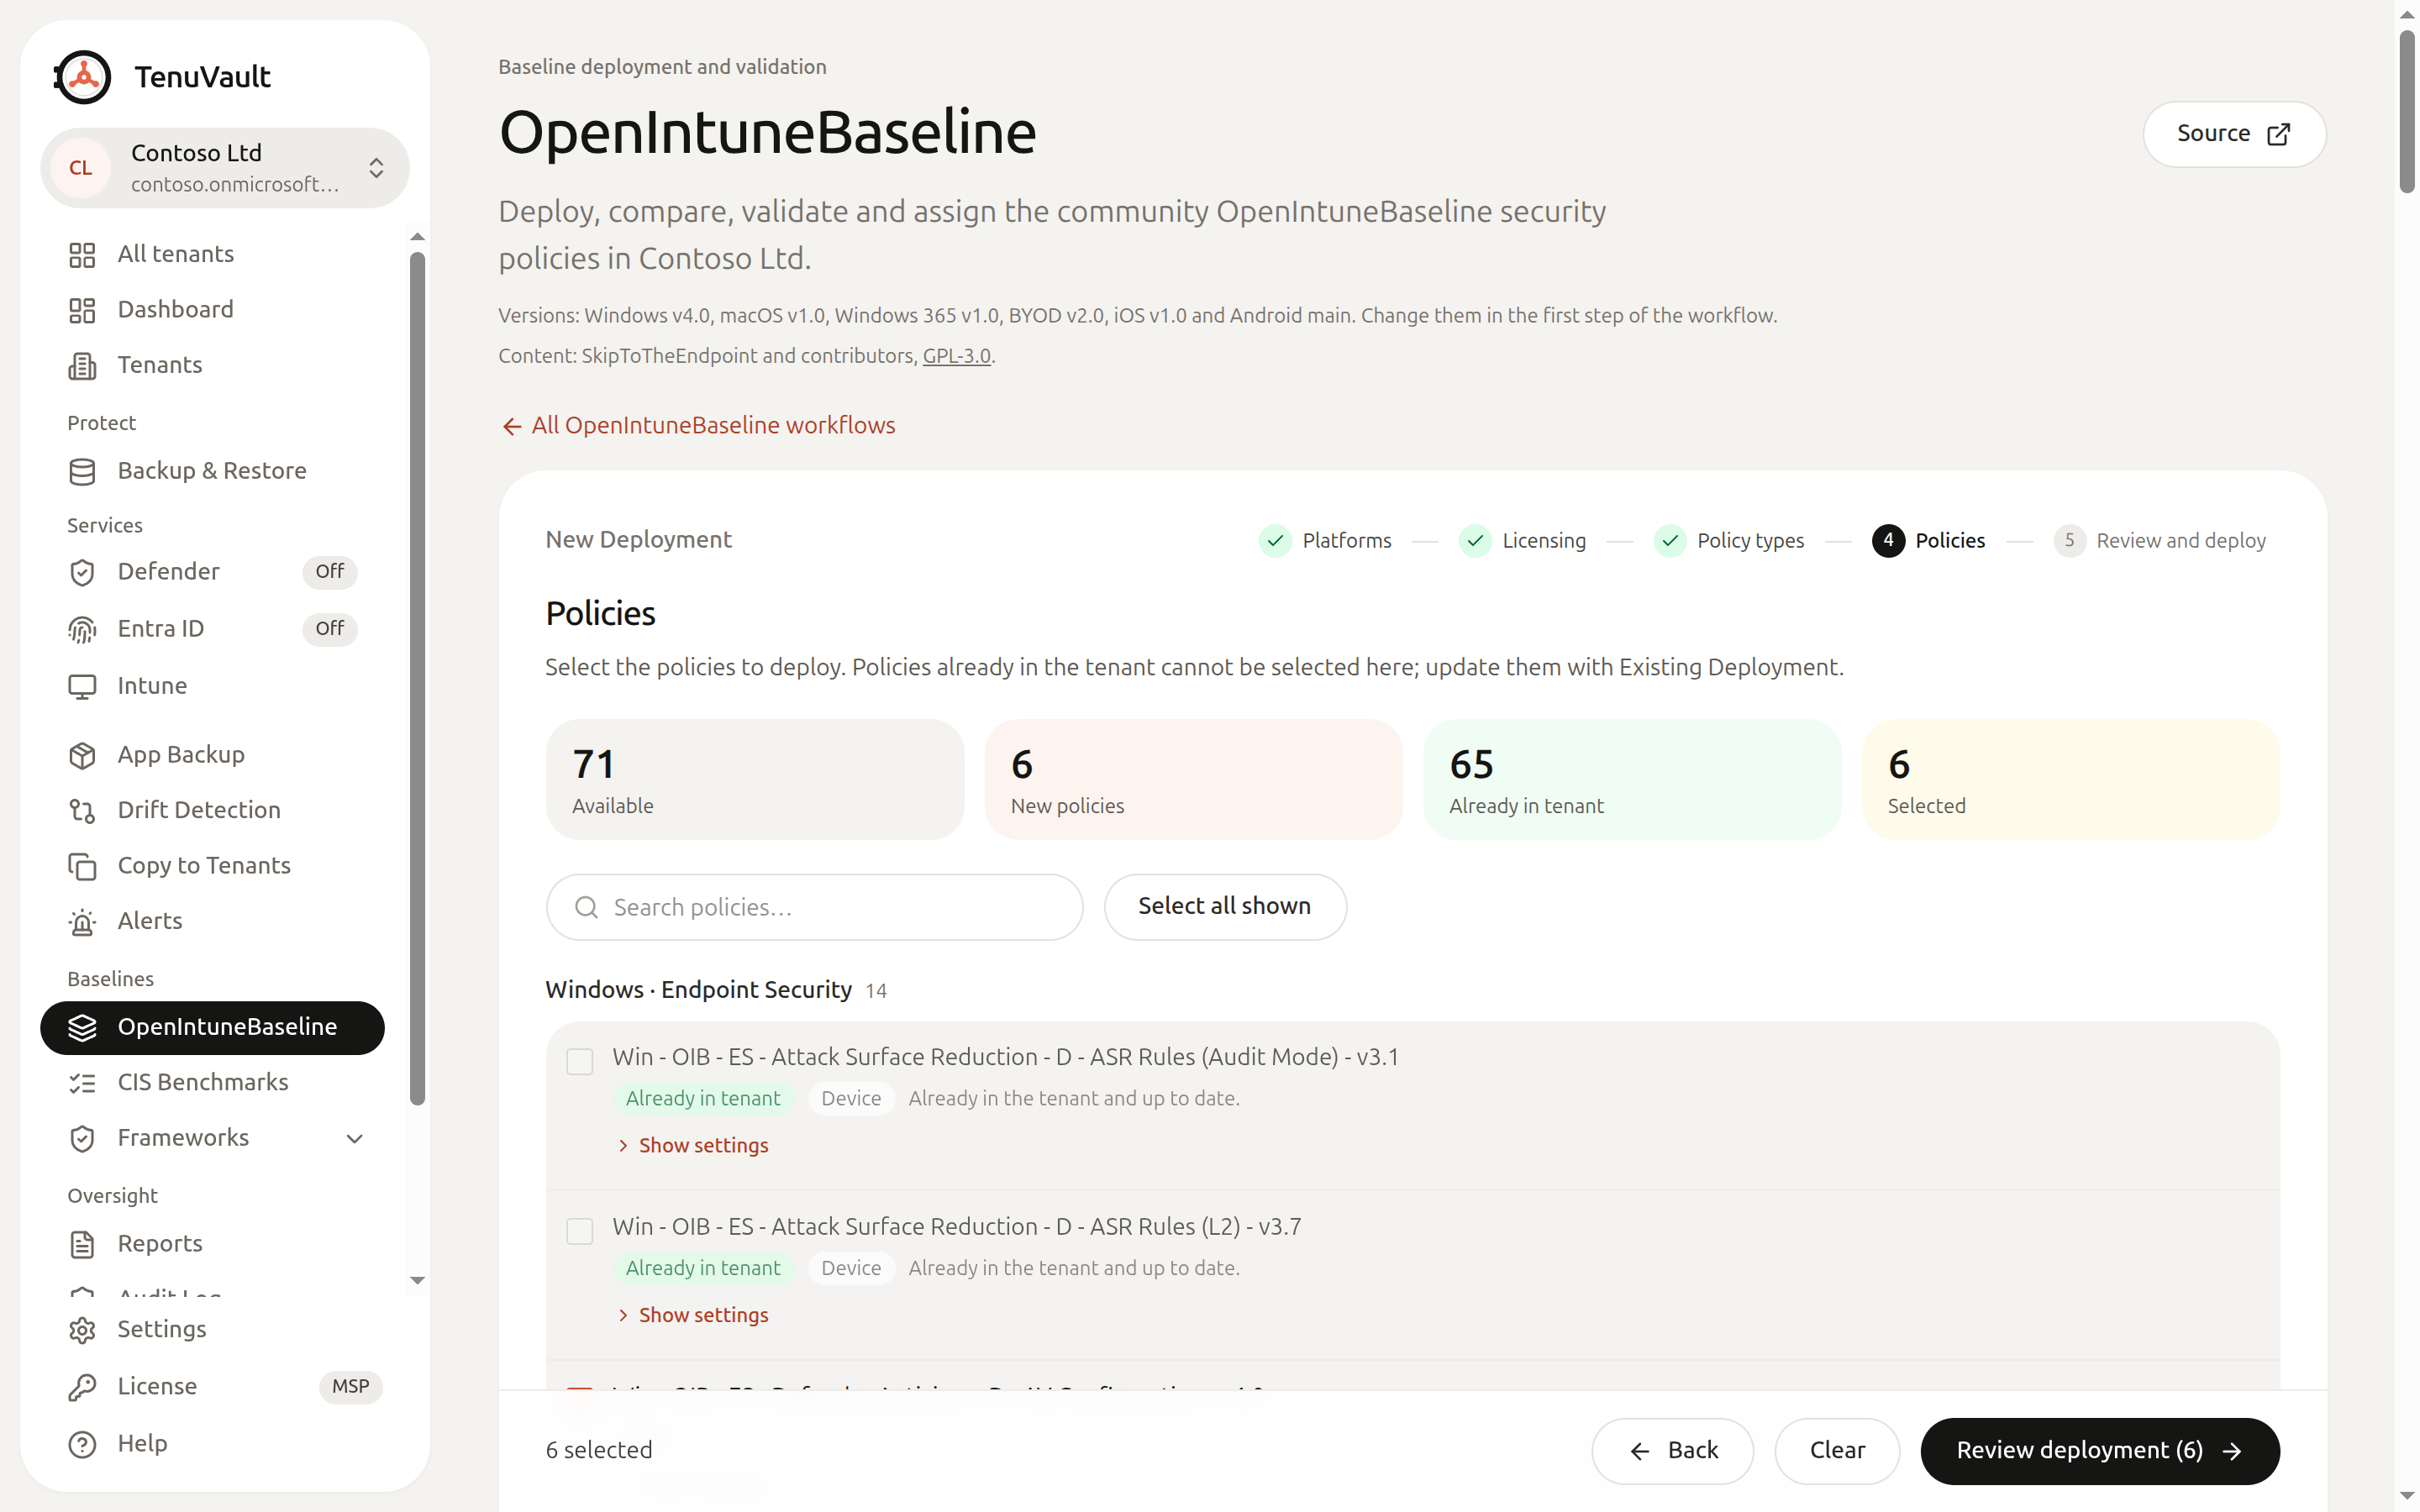 TenuVault
CL
Contoso Ltd
contoso.onmicrosoft...
All tenants
Dashboard
Tenants
Protect
Backup & Restore
Services
Defender
Off
Entra ID
Off
Intune
App Backup
Drift Detection
Copy to Tenants
Alerts
Baselines
OpenIntuneBaseline
CIS Benchmarks
Frameworks
Oversight
Reports
Audit Log
Settings
License
MSP
Help
Baseline deployment and validation
OpenIntuneBaseline
Source
Deploy, compare, validate and assign the community OpenIntuneBaseline security
policies in Contoso Ltd.
Versions: Windows v4.0, macOS v1.0, Windows 365 v1.0, BYOD v2.0, iOS v1.0 and Android main. Change them in the first step of the workflow.
Content: SkipToTheEndpoint and contributors, GPL-3.0.
All OpenIntuneBaseline workflows
New Deployment
Platforms
Licensing
Policy types
4 Policies
5 Review and deploy
Policies
Select the policies to deploy. Policies already in the tenant cannot be selected here; update them with Existing Deployment.
71
Available
6
New policies
65
Already in tenant
6
Selected
Search policies...
Select all shown
Windows · Endpoint Security 14
Win - OIB - ES - Attack Surface Reduction - D - ASR Rules (Audit Mode) - v3.1
Already in tenant Device Already in the tenant and up to date.
Show settings
Win - OIB - ES - Attack Surface Reduction - D - ASR Rules (L2) - v3.7
Already in tenant Device Already in the tenant and up to date.
Show settings
6 selected
Back
Clear
Review deployment (6)